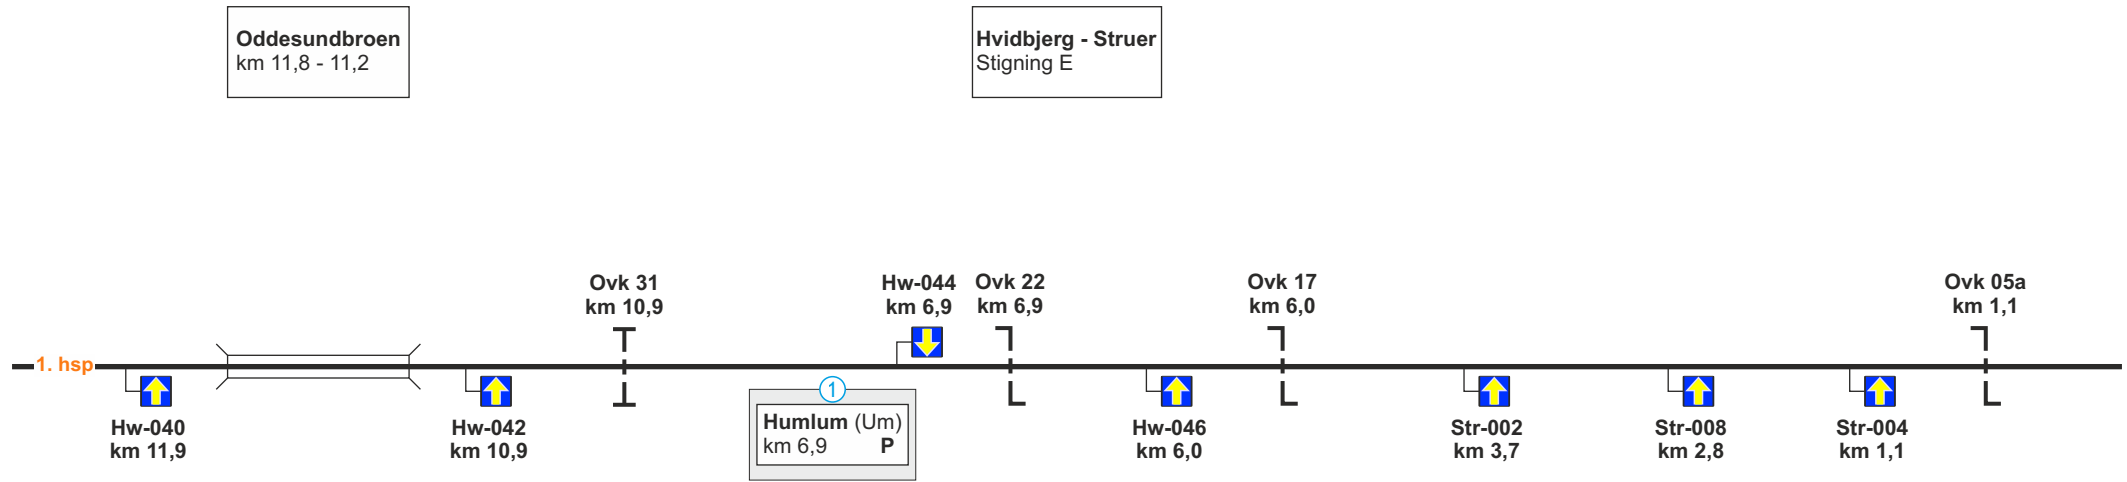 Oddesundbroen
km 11,8 - 11,2
Hvidbjerg - Struer
Stigning E
Ovk 31
km 10,9
Hw-044
km 6,9
Ovk 22
km 6,9
Ovk 17
km 6,0
Ovk 05a
km 1,1
1. hsp
1
Humlum (Um)
km 6,9 P
Hw-040
km 11,9
Hw-042
km 10,9
Hw-046
km 6,0
Str-002
km 3,7
Str-008
km 2,8
Str-004
km 1,1